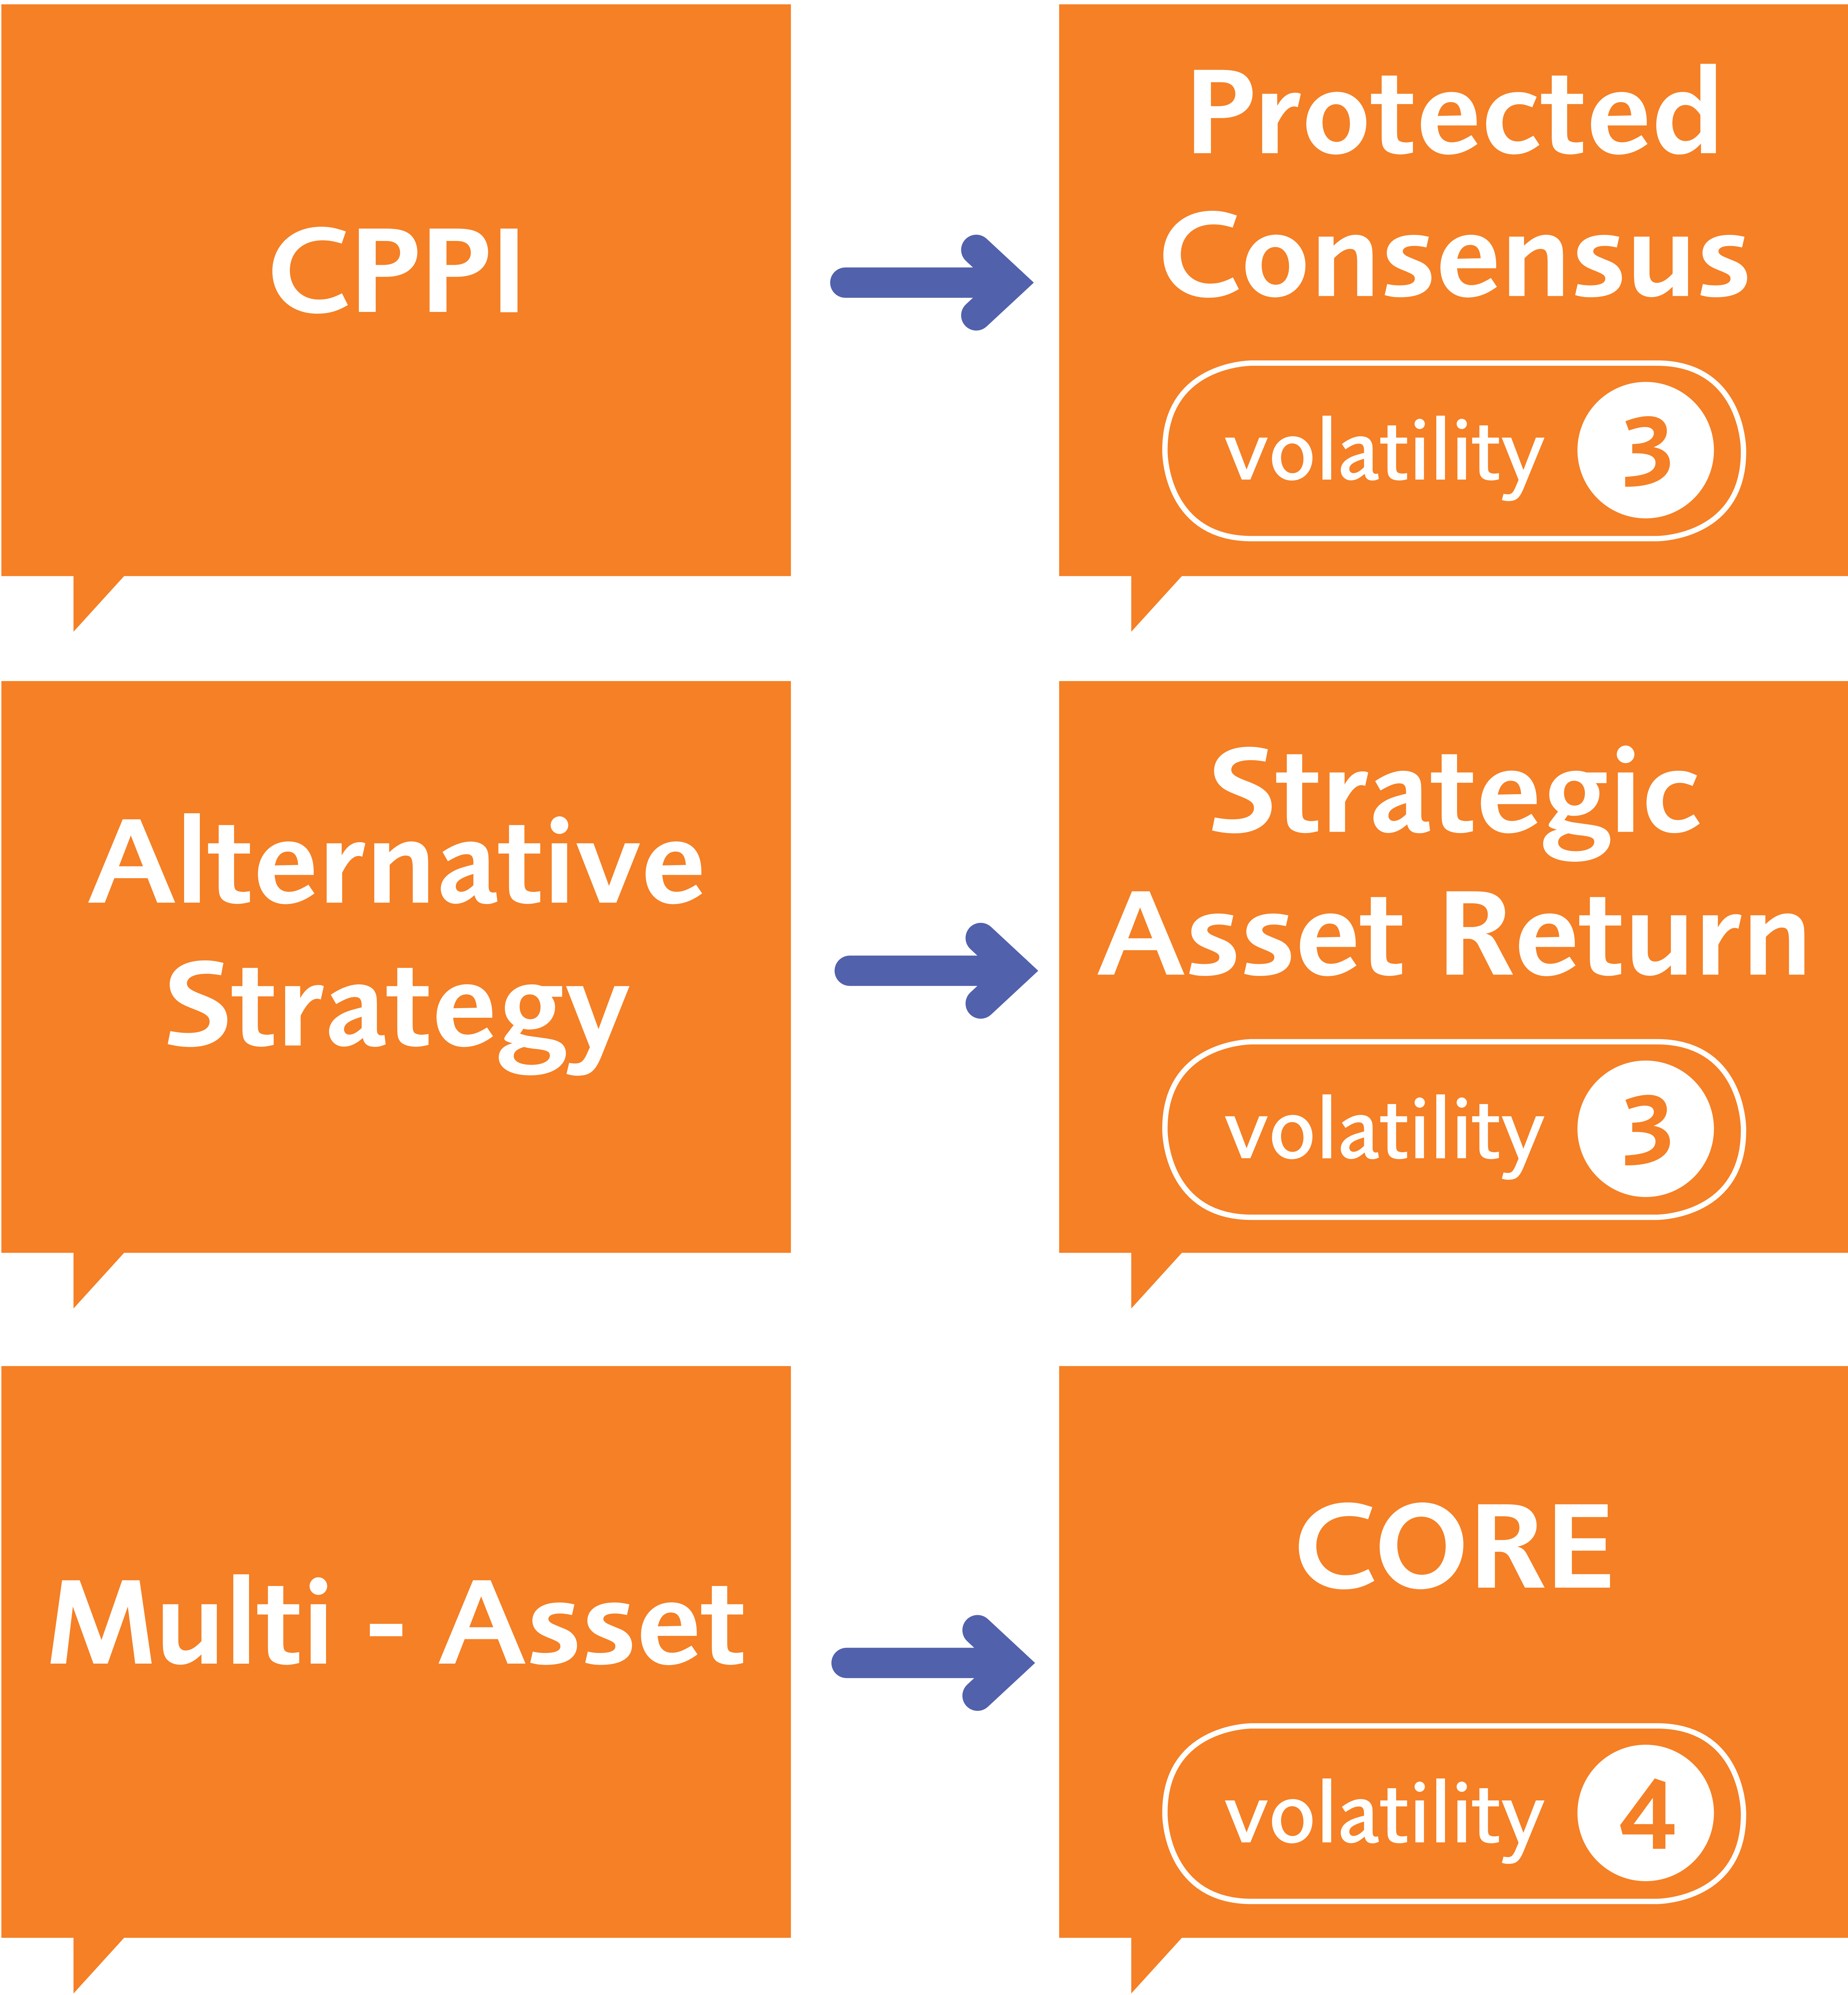 CPPI
Protected
Consensus
volatility 3
Alternative
Strategy
Strategic
Asset Return
volatility 3
Multi - Asset
CORE
volatility 4